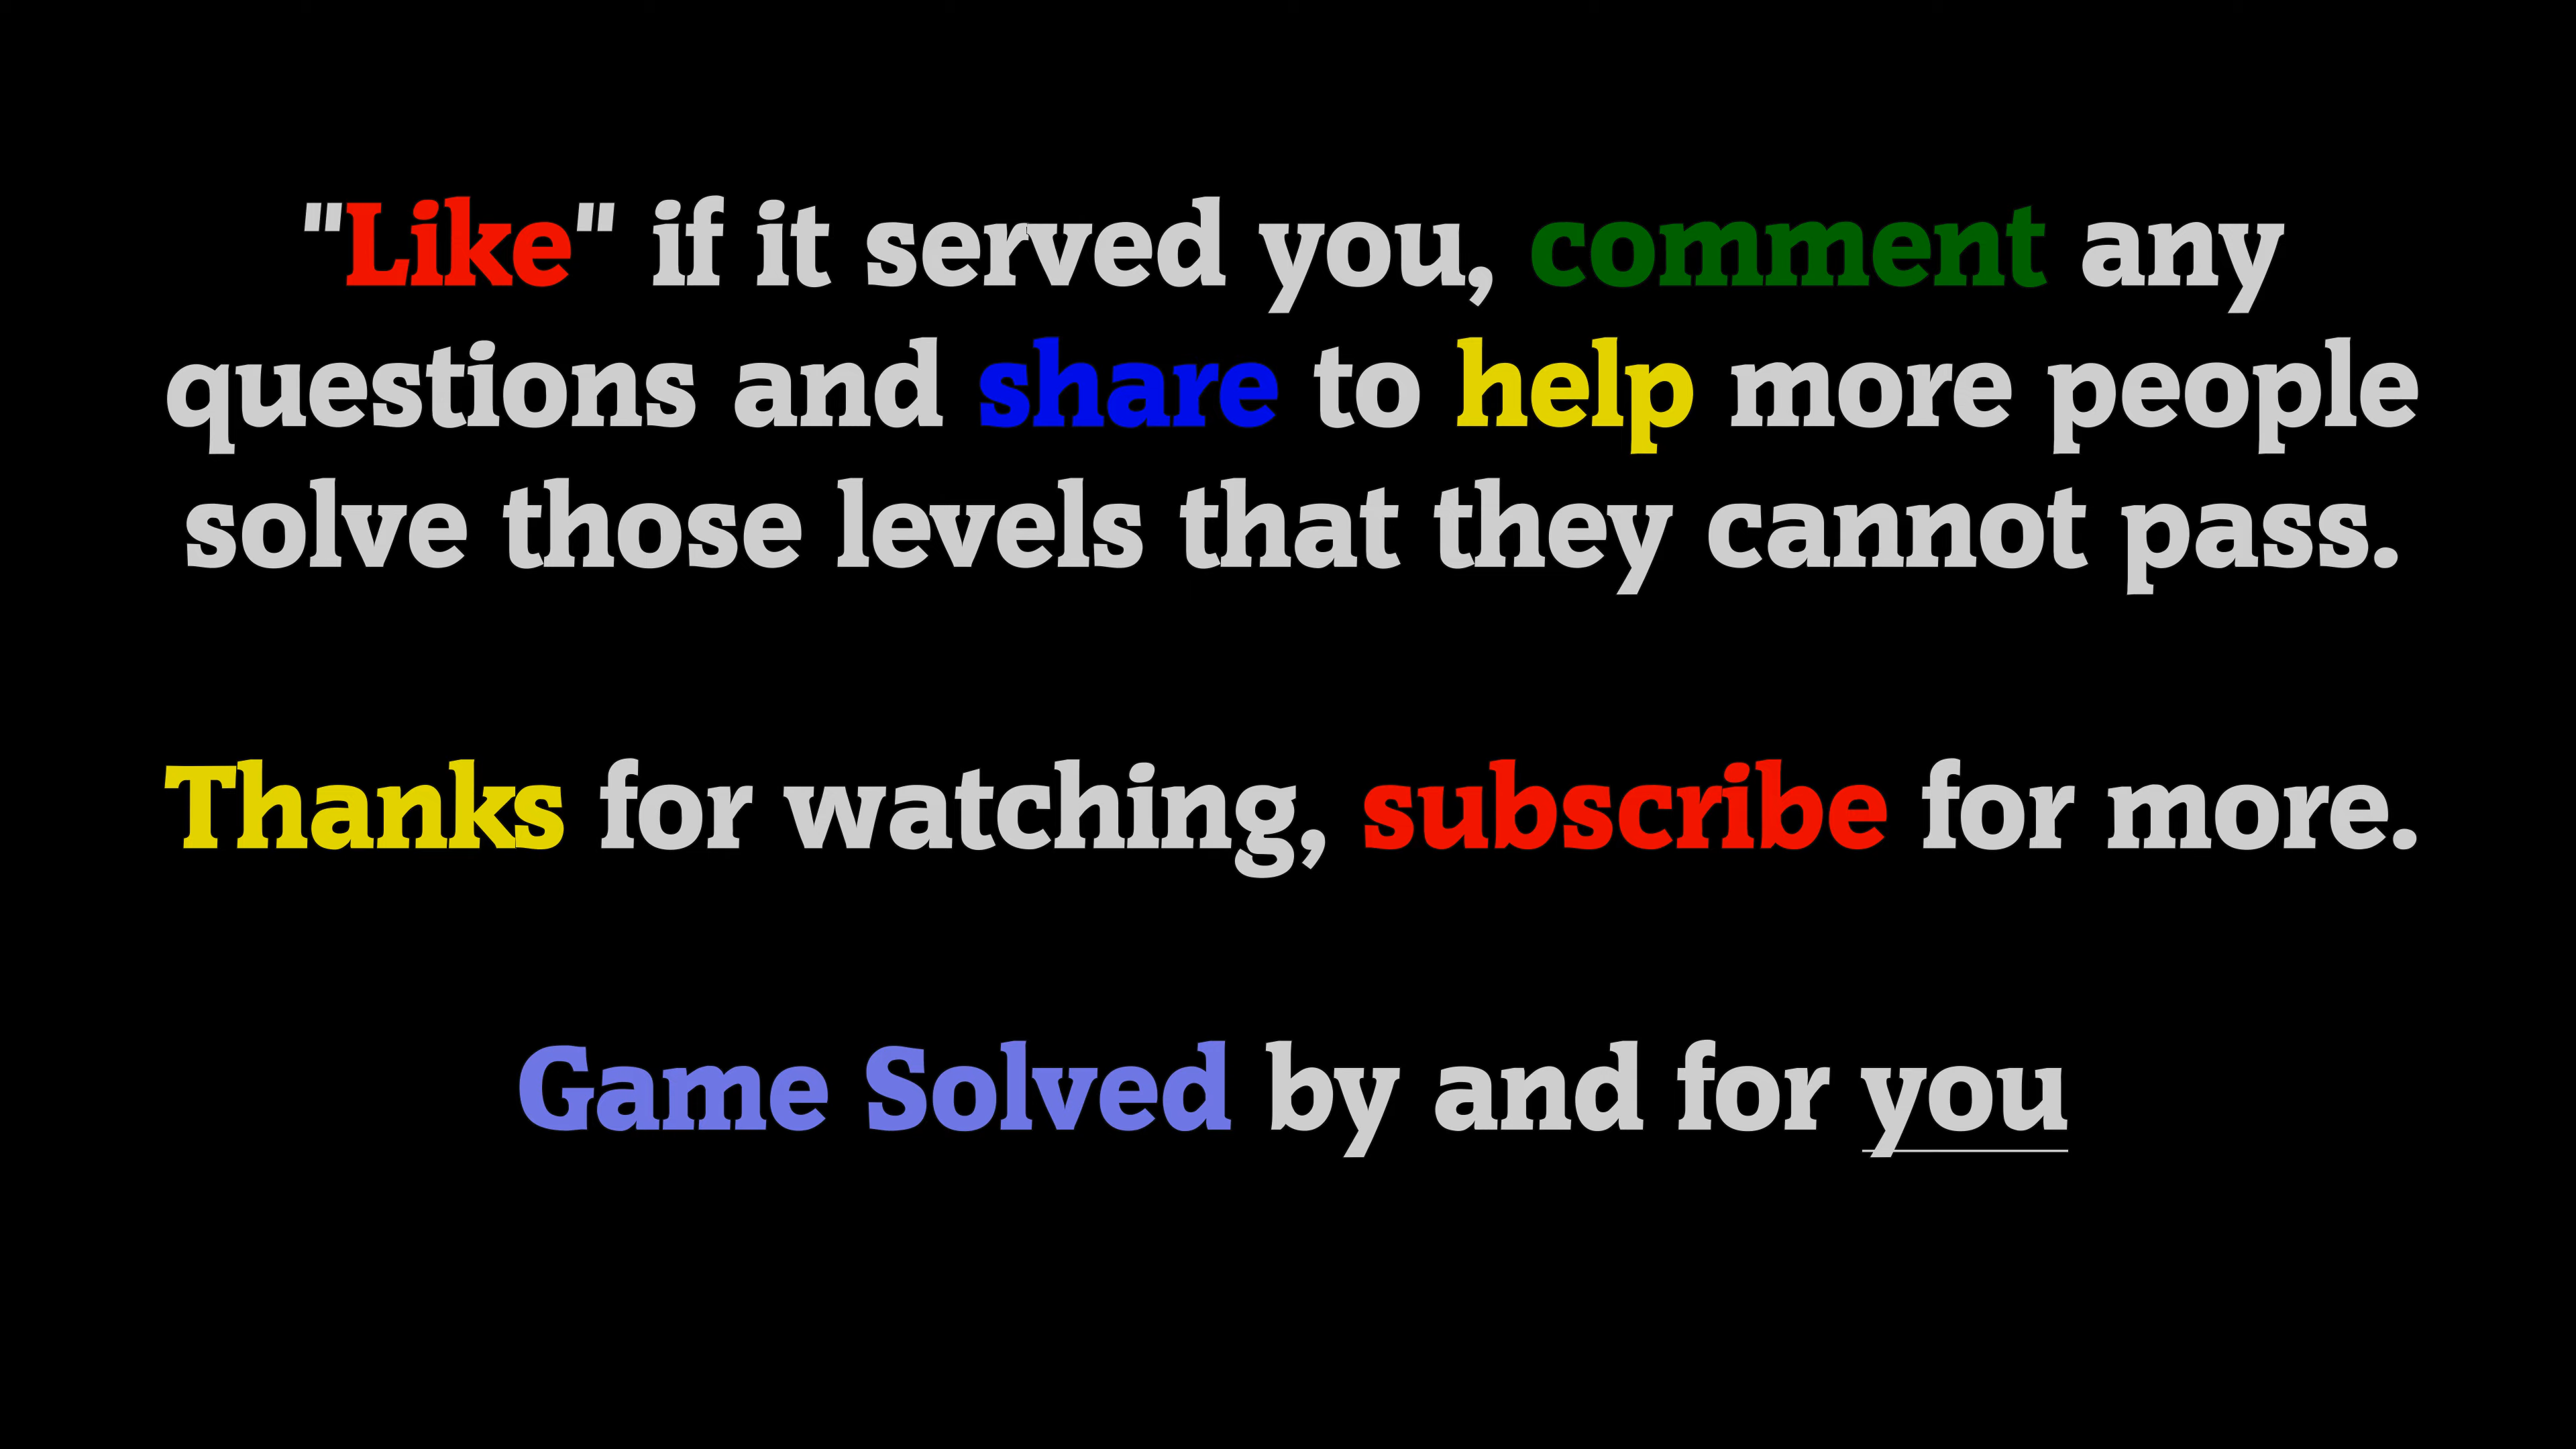 "Like" if it served you, comment any
questions and share to help more people
solve those levels that they cannot pass.
Thanks for watching, subscribe for more.
Game Solved by and for you